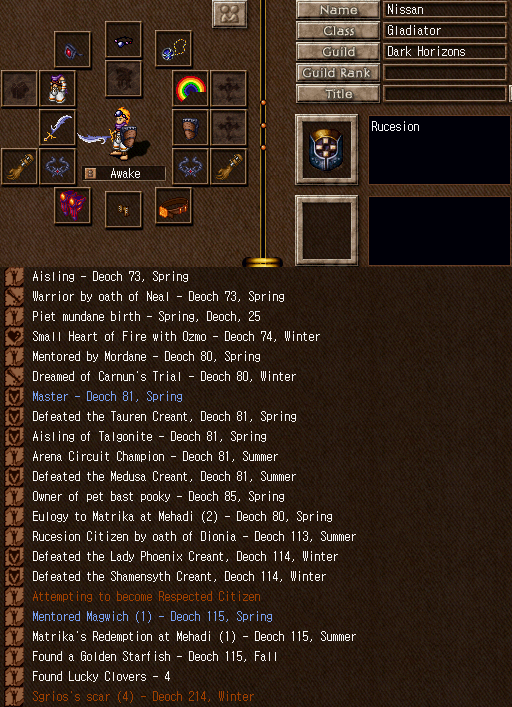 Name Nissan
Class Gladiator
Guild Dark Horizons
Guild Rank
Title
Rucesion
Awake
Aisling - Deoch 73, Spring
Warrior by oath of Neal - Deoch 73, Spring
Piet mundane birth - Spring, Deoch, 25
Small Heart of Fire with Ozmo - Deoch 74, Winter
Mentored by Mordane - Deoch 80, Spring
Dreamed of Carnun's Trial - Deoch 80, Winter
Master - Deoch 81, Spring
Defeated the Tauren Creant, Deoch 81, Spring
Aisling of Talgonite - Deoch 81, Spring
Arena Circuit Champion - Deoch 81, Summer
Defeated the Medusa Creant, Deoch 81, Summer
Owner of pet bast pooky - Deoch 85, Spring
Eulogy to Matrika at Mehadi (2) - Deoch 80, Spring
Rucesion Citizen by oath of Dionia - Deoch 113, Summer
Defeated the Lady Phoenix Creant, Deoch 114, Winter
Defeated the Shamensyth Creant, Deoch 114, Winter
Attempting to become Respected Citizen
Mentored Magwich (1) - Deoch 115, Spring
Matrika's Redemption at Mehadi (1) - Deoch 115, Summer
Found a Golden Starfish - Deoch 115, Fall
Found Lucky Clovers - 4
Sgrios's scar (4) - Deoch 214, Winter